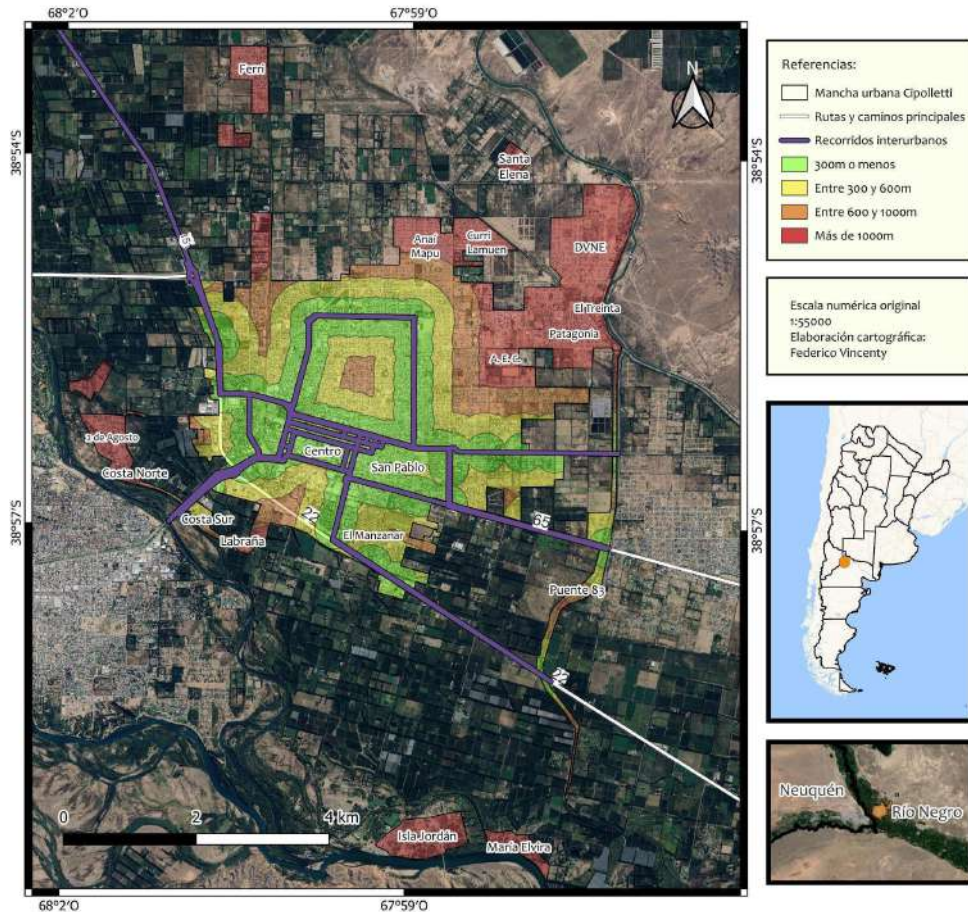 68°2'O
67°59'O
38°54'S
38°54'S
38°57'S
38°57'S
68°2'O
67°59'O
N
Ferri
Santa
Elena
Anai
Mapu
Curri
Lamuen
DVNE
El Treinta
Patagonia
A. E. C.
2 de Agosto
Costa Norte
Centro
San Pablo
Costa Sur
Labraña
22
El Manzanar
65
Puente 83
22
Isla Jordán
María Elvira
0
2
4 km
Referencias:
Mancha urbana Cipolletti
Rutas y caminos principales
Recorridos interurbanos
300m o menos
Entre 300 y 600m
Entre 600 y 1000m
Más de 1000m
Escala numérica original
1:55000
Elaboración cartográfica:
Federico Vincenty
Neuquén
Río Negro